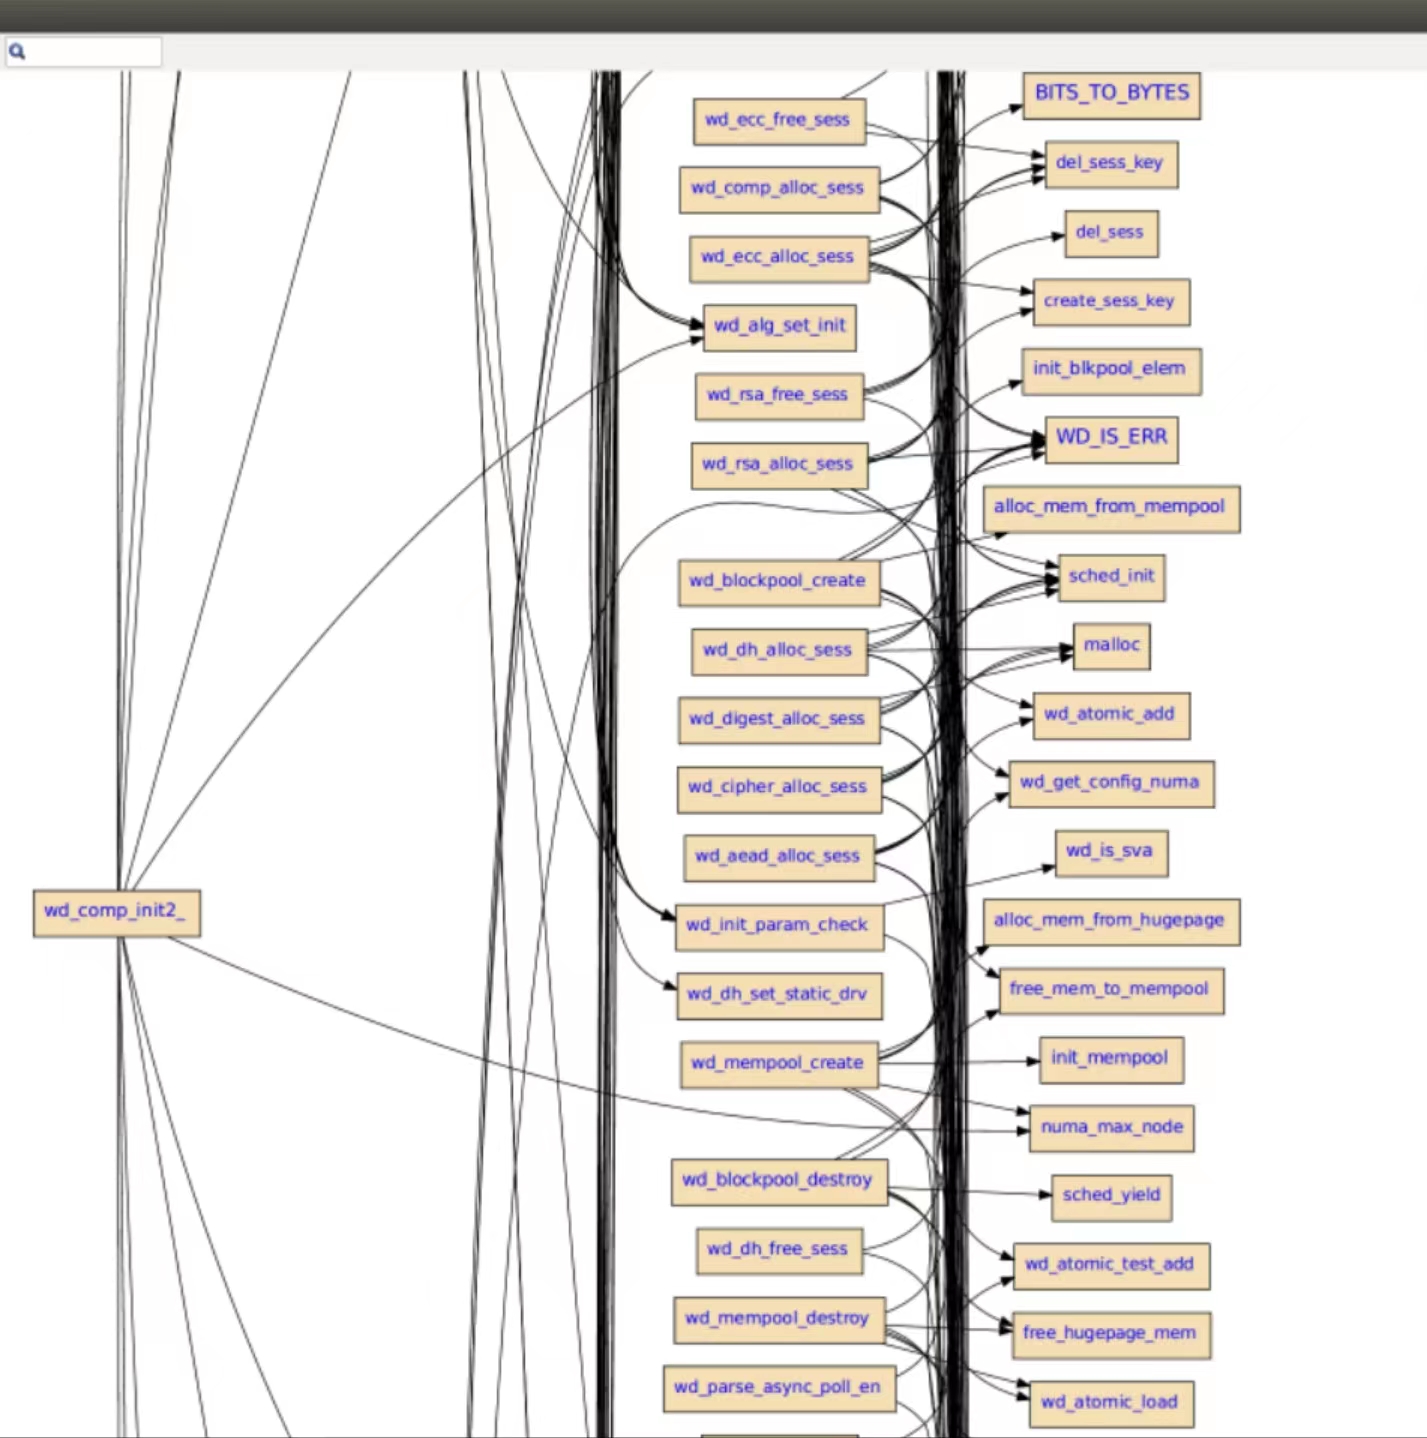 wd_comp_init2_
wd_ecc_free_sess
wd_comp_alloc_sess
wd_ecc_alloc_sess
wd_alg_set_init
wd_rsa_free_sess
wd_rsa_alloc_sess
wd_blockpool_create
wd_dh_alloc_sess
wd_digest_alloc_sess
wd_cipher_alloc_sess
wd_aead_alloc_sess
wd_init_param_check
wd_dh_set_static_drv
wd_mempool_create
wd_blockpool_destroy
wd_dh_free_sess
wd_mempool_destroy
wd_parse_async_poll_en
BITS_TO_BYTES
del_sess_key
del_sess
create_sess_key
init_blkpool_elem
WD_IS_ERR
alloc_mem_from_mempool
sched_init
malloc
wd_atomic_add
wd_get_config_numa
wd_is_sva
alloc_mem_from_hugepage
free_mem_to_mempool
init_mempool
numa_max_node
sched_yield
wd_atomic_test_add
free_hugepage_mem
wd_atomic_load